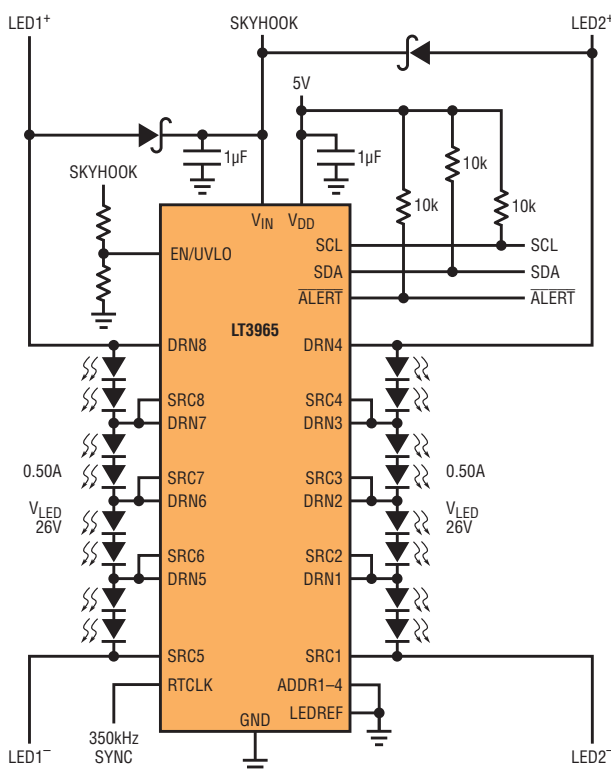 LED1+
SKYHOOK
LED2+
5V
1µF
1µF
10k
10k
10k
SKYHOOK
VIN
VDD
EN/UVLO
SCL
SCL
SDA
SDA
ALERT
ALERT
LT3965
DRN8
DRN4
SRC8
SRC4
DRN7
DRN3
0.50A
SRC7
SRC3
0.50A
DRN6
DRN2
VLED
26V
VLED
26V
SRC6
SRC2
DRN5
DRN1
SRC5
SRC1
RTCLK
ADDR1–4
LEDREF
GND
350kHz
SYNC
LED1–
LED2–